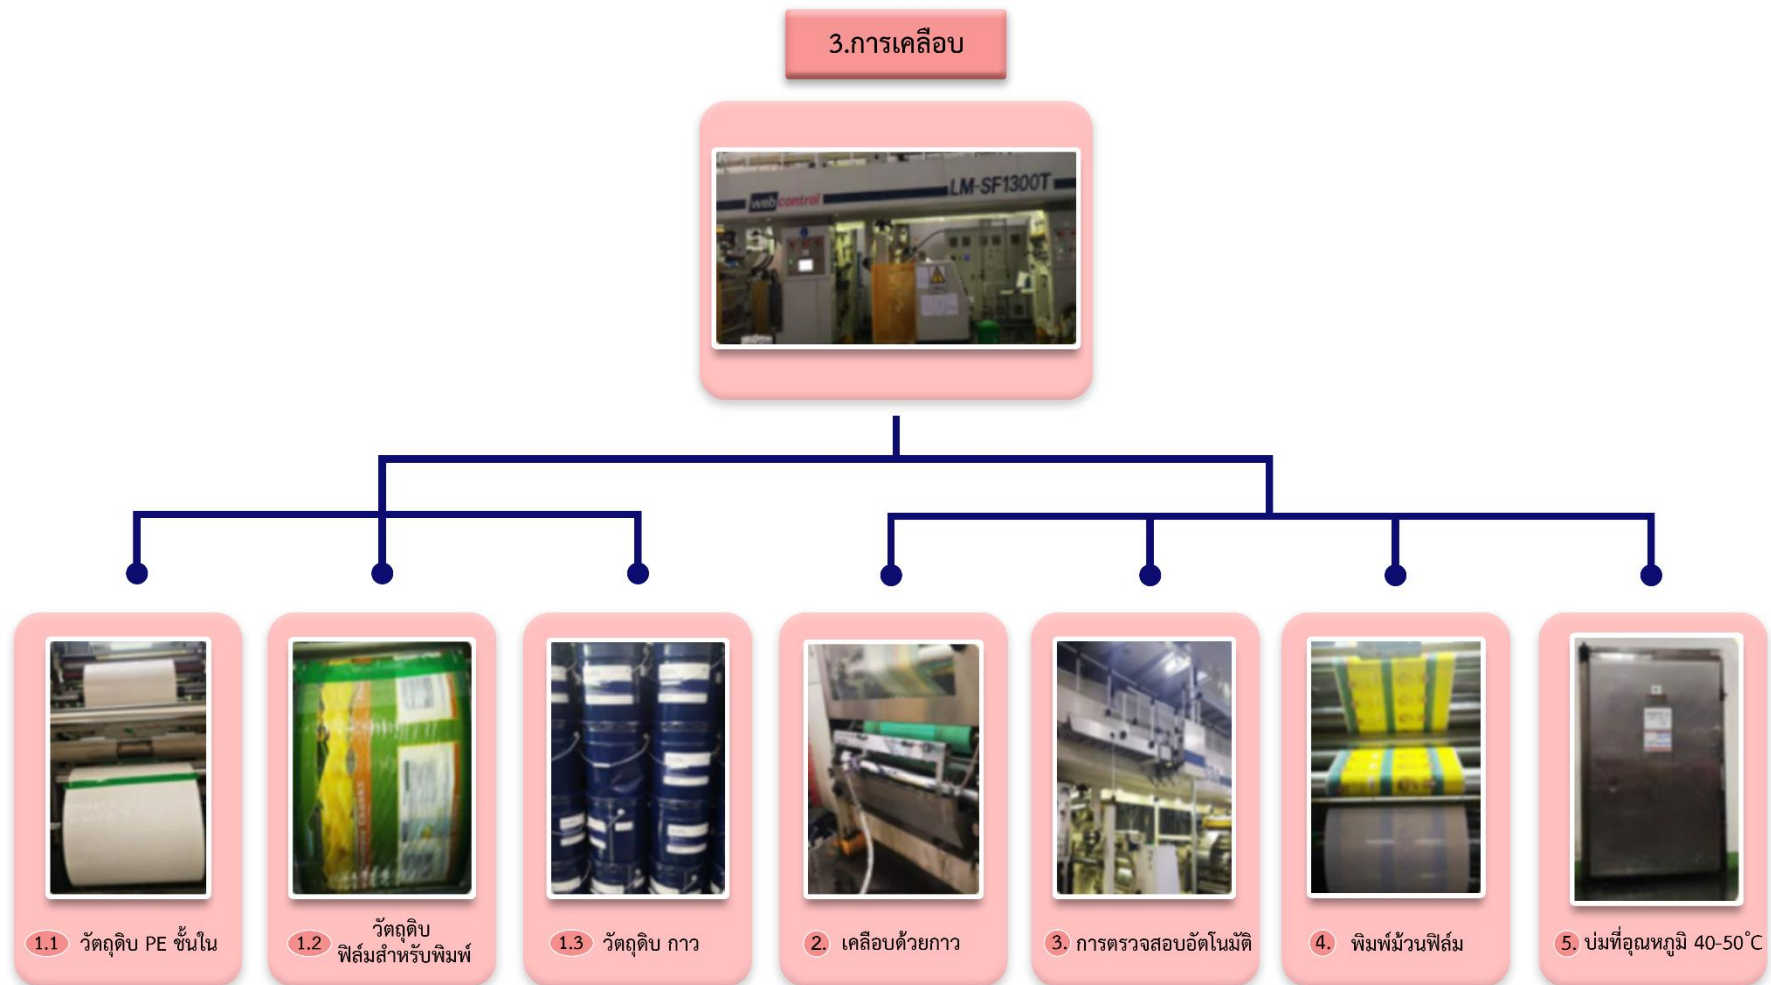 3.การเคลือบ
webcontrol
LM-SF1300T
1.1 วัตถุดิบ PE ชั้นใน
1.2 วัตถุดิบ
ฟิล์มสำหรับพิมพ์
1.3 วัตถุดิบ กาว
2. เคลือบด้วยกาว
3. การตรวจสอบอัตโนมัติ
4. พิมพ์ม้วนฟิล์ม
5. บ่มที่อุณหภูมิ 40-50°C